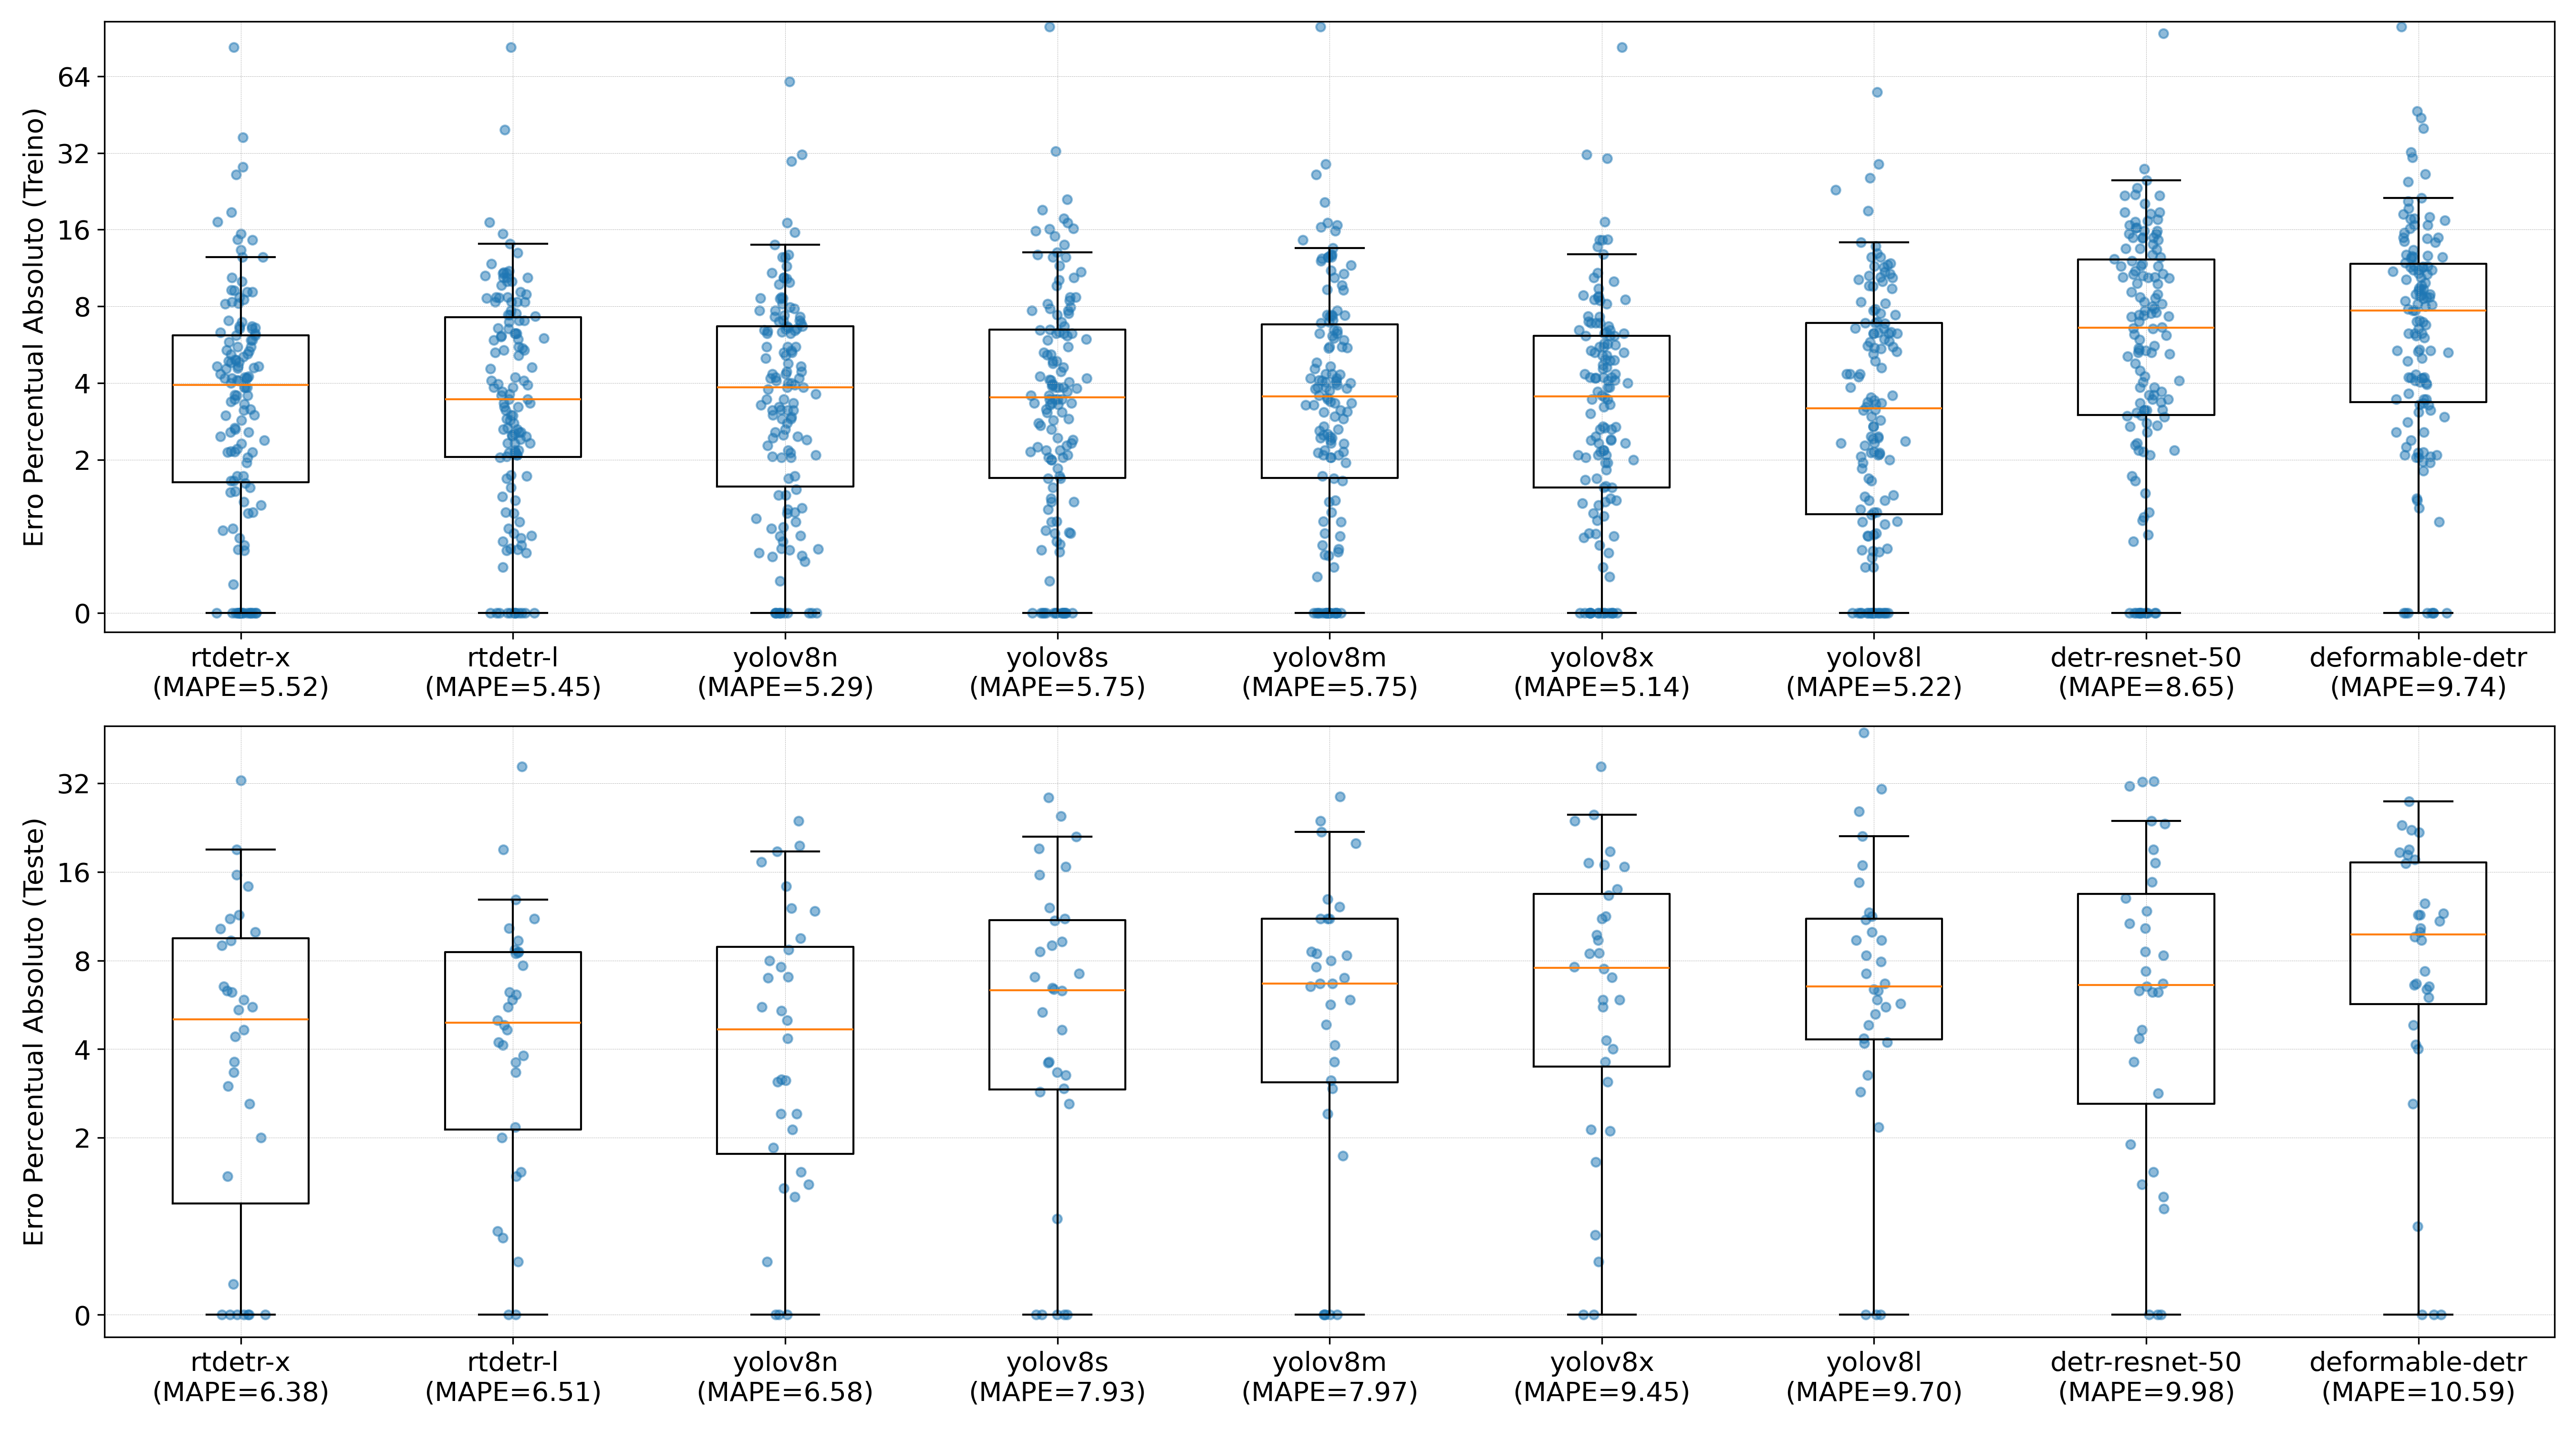 Erro Percentual Absoluto (Treino)
64
32
16
8
4
2
0
rtdetr-x
(MAPE=5.52)
rtdetr-l
(MAPE=5.45)
yolov8n
(MAPE=5.29)
yolov8s
(MAPE=5.75)
yolov8m
(MAPE=5.75)
yolov8x
(MAPE=5.14)
yolov8l
(MAPE=5.22)
detr-resnet-50
(MAPE=8.65)
deformable-detr
(MAPE=9.74)
Erro Percentual Absoluto (Teste)
32
16
8
4
2
0
rtdetr-x
(MAPE=6.38)
rtdetr-l
(MAPE=6.51)
yolov8n
(MAPE=6.58)
yolov8s
(MAPE=7.93)
yolov8m
(MAPE=7.97)
yolov8x
(MAPE=9.45)
yolov8l
(MAPE=9.70)
detr-resnet-50
(MAPE=9.98)
deformable-detr
(MAPE=10.59)